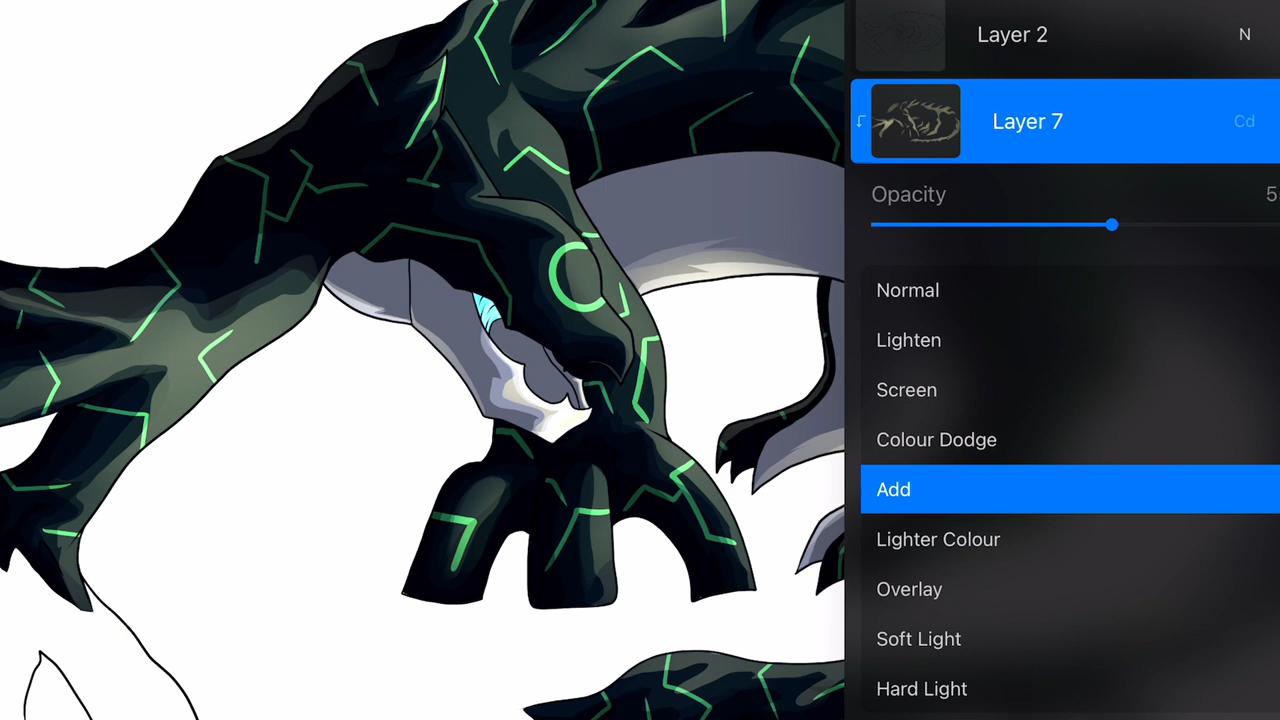 Layer 2 N
Layer 7 Cd
Opacity 5
Normal
Lighten
Screen
Colour Dodge
Add
Lighter Colour
Overlay
Soft Light
Hard Light